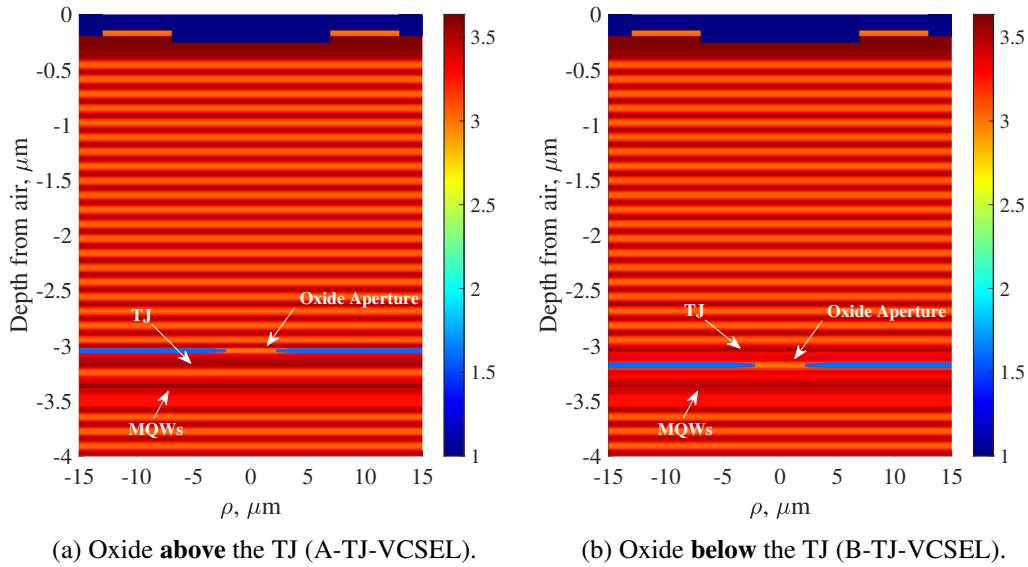 0
-0.5
-1
-1.5
-2
-2.5
-3
-3.5
-4
Depth from air, μm
-15 -10 -5 0 5 10 15
ρ, μm
3.5
3
2.5
2
1.5
1
TJ
Oxide Aperture
MQWs
(a) Oxide above the TJ (A-TJ-VCSEL).
0
-0.5
-1
-1.5
-2
-2.5
-3
-3.5
-4
Depth from air, μm
-15 -10 -5 0 5 10 15
ρ, μm
3.5
3
2.5
2
1.5
1
TJ
Oxide Aperture
MQWs
(b) Oxide below the TJ (B-TJ-VCSEL).